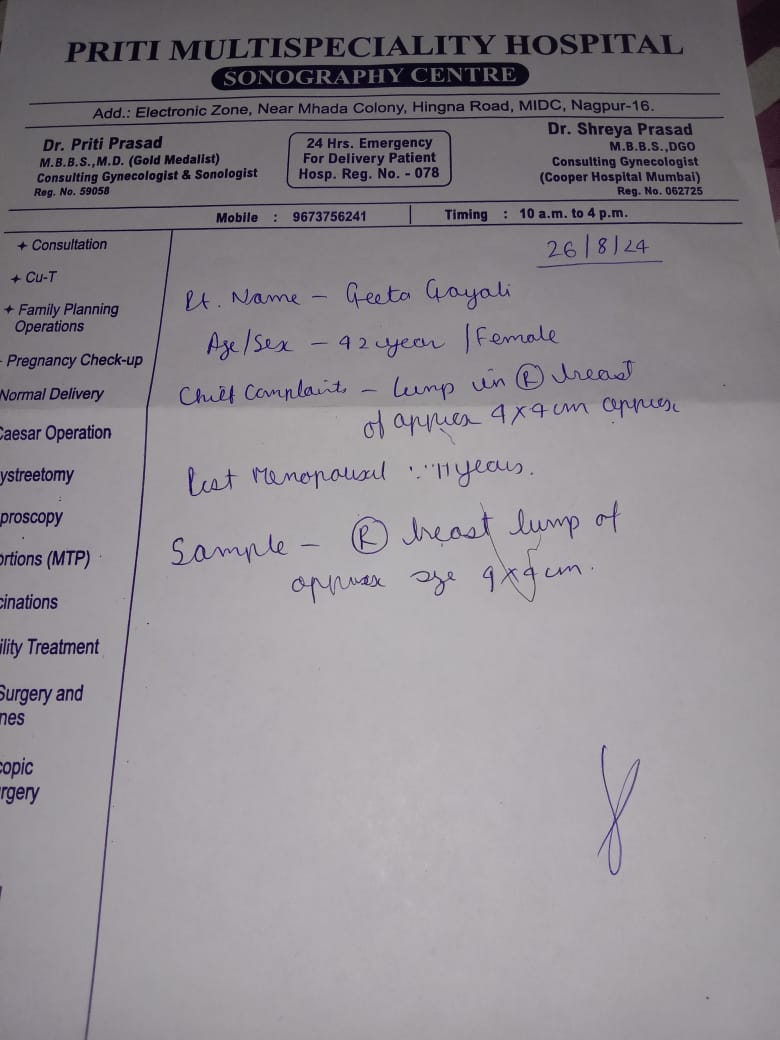 PRITI MULTISPECIALITY HOSPITAL
SONOGRAPHY CENTRE
Add.: Electronic Zone, Near Mhada Colony, Hingna Road, MIDC, Nagpur-16.
Dr. Priti Prasad
M.B.B.S.,M.D. (Gold Medalist)
Consulting Gynecologist & Sonologist
Reg. No. 59058
24 Hrs. Emergency
For Delivery Patient
Hosp. Reg. No. - 078
Dr. Shreya Prasad
M.B.B.S.,DGO
Consulting Gynecologist
(Cooper Hospital Mumbai)
Reg. No. 062725
Mobile : 9673756241 Timing : 10 a.m. to 4 p.m.
+ Consultation
+ Cu-T
+ Family Planning
Operations
- Pregnancy Check-up
Normal Delivery
Caesar Operation
ystreetomy
proscopy
ortions (MTP)
cinations
ility Treatment
Surgery and
nes
copic
rgery
26/8/24
Pt. Name - Geeta Gayali
Age/Sex - 42 year / Female
Chief Complaints - lump in (R) breast
of approx 4x4 cm approx
Post Menopausal 11 years.
Sample - (R) breast lump of
approx size 4x4 cm.